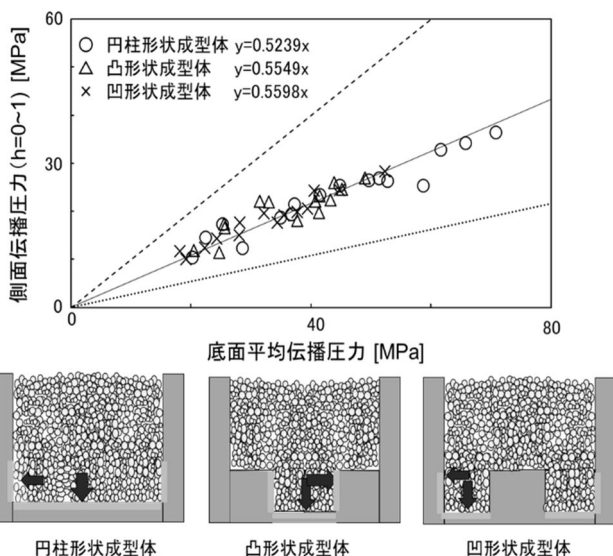 60
30
0
側面伝播圧力 (h=0~1) [MPa]
○ 円柱形状成型体 y=0.5239x
△ 凸形状成型体 y=0.5549x
× 凹形状成型体 y=0.5598x
0 40 80
底面平均伝播圧力 [MPa]
円柱形状成型体 凸形状成型体 凹形状成型体